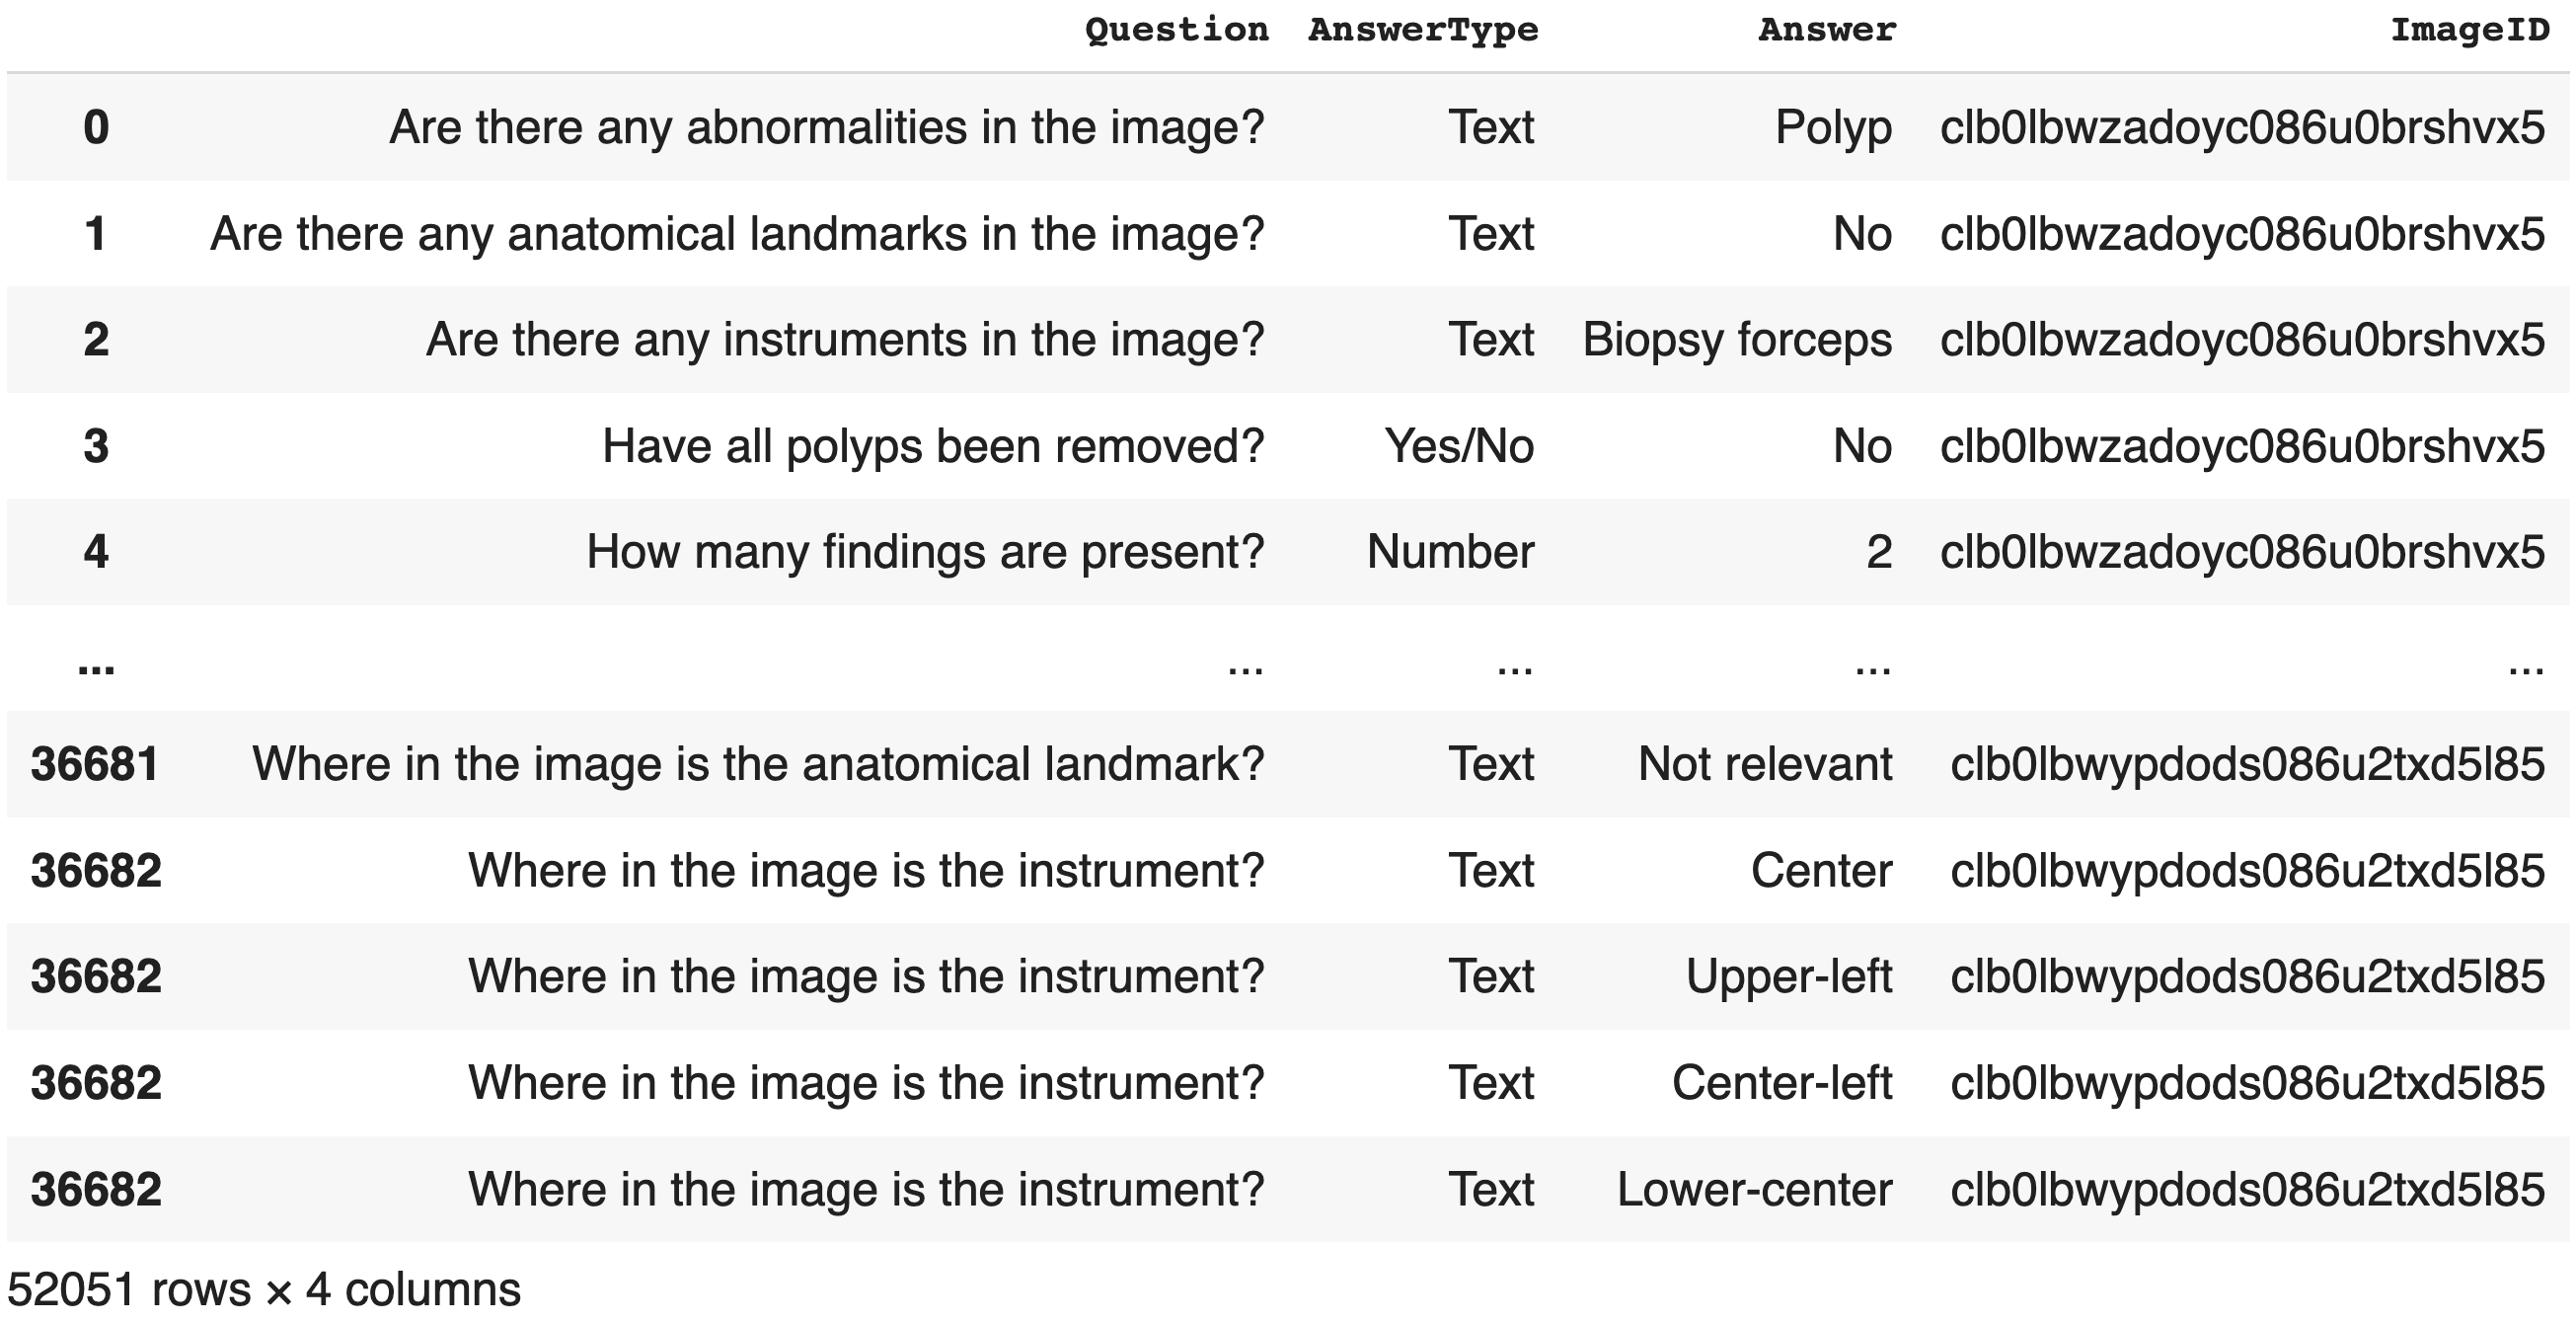 Question AnswerType Answer ImageID
0 Are there any abnormalities in the image? Text Polyp clb0lbwzadoyc086u0brshvx5
1 Are there any anatomical landmarks in the image? Text No clb0lbwzadoyc086u0brshvx5
2 Are there any instruments in the image? Text Biopsy forceps clb0lbwzadoyc086u0brshvx5
3 Have all polyps been removed? Yes/No No clb0lbwzadoyc086u0brshvx5
4 How many findings are present? Number 2 clb0lbwzadoyc086u0brshvx5
... ... ... ... ...
36681 Where in the image is the anatomical landmark? Text Not relevant clb0lbwypdods086u2txd5l85
36682 Where in the image is the instrument? Text Center clb0lbwypdods086u2txd5l85
36682 Where in the image is the instrument? Text Upper-left clb0lbwypdods086u2txd5l85
36682 Where in the image is the instrument? Text Center-left clb0lbwypdods086u2txd5l85
36682 Where in the image is the instrument? Text Lower-center clb0lbwypdods086u2txd5l85
52051 rows × 4 columns